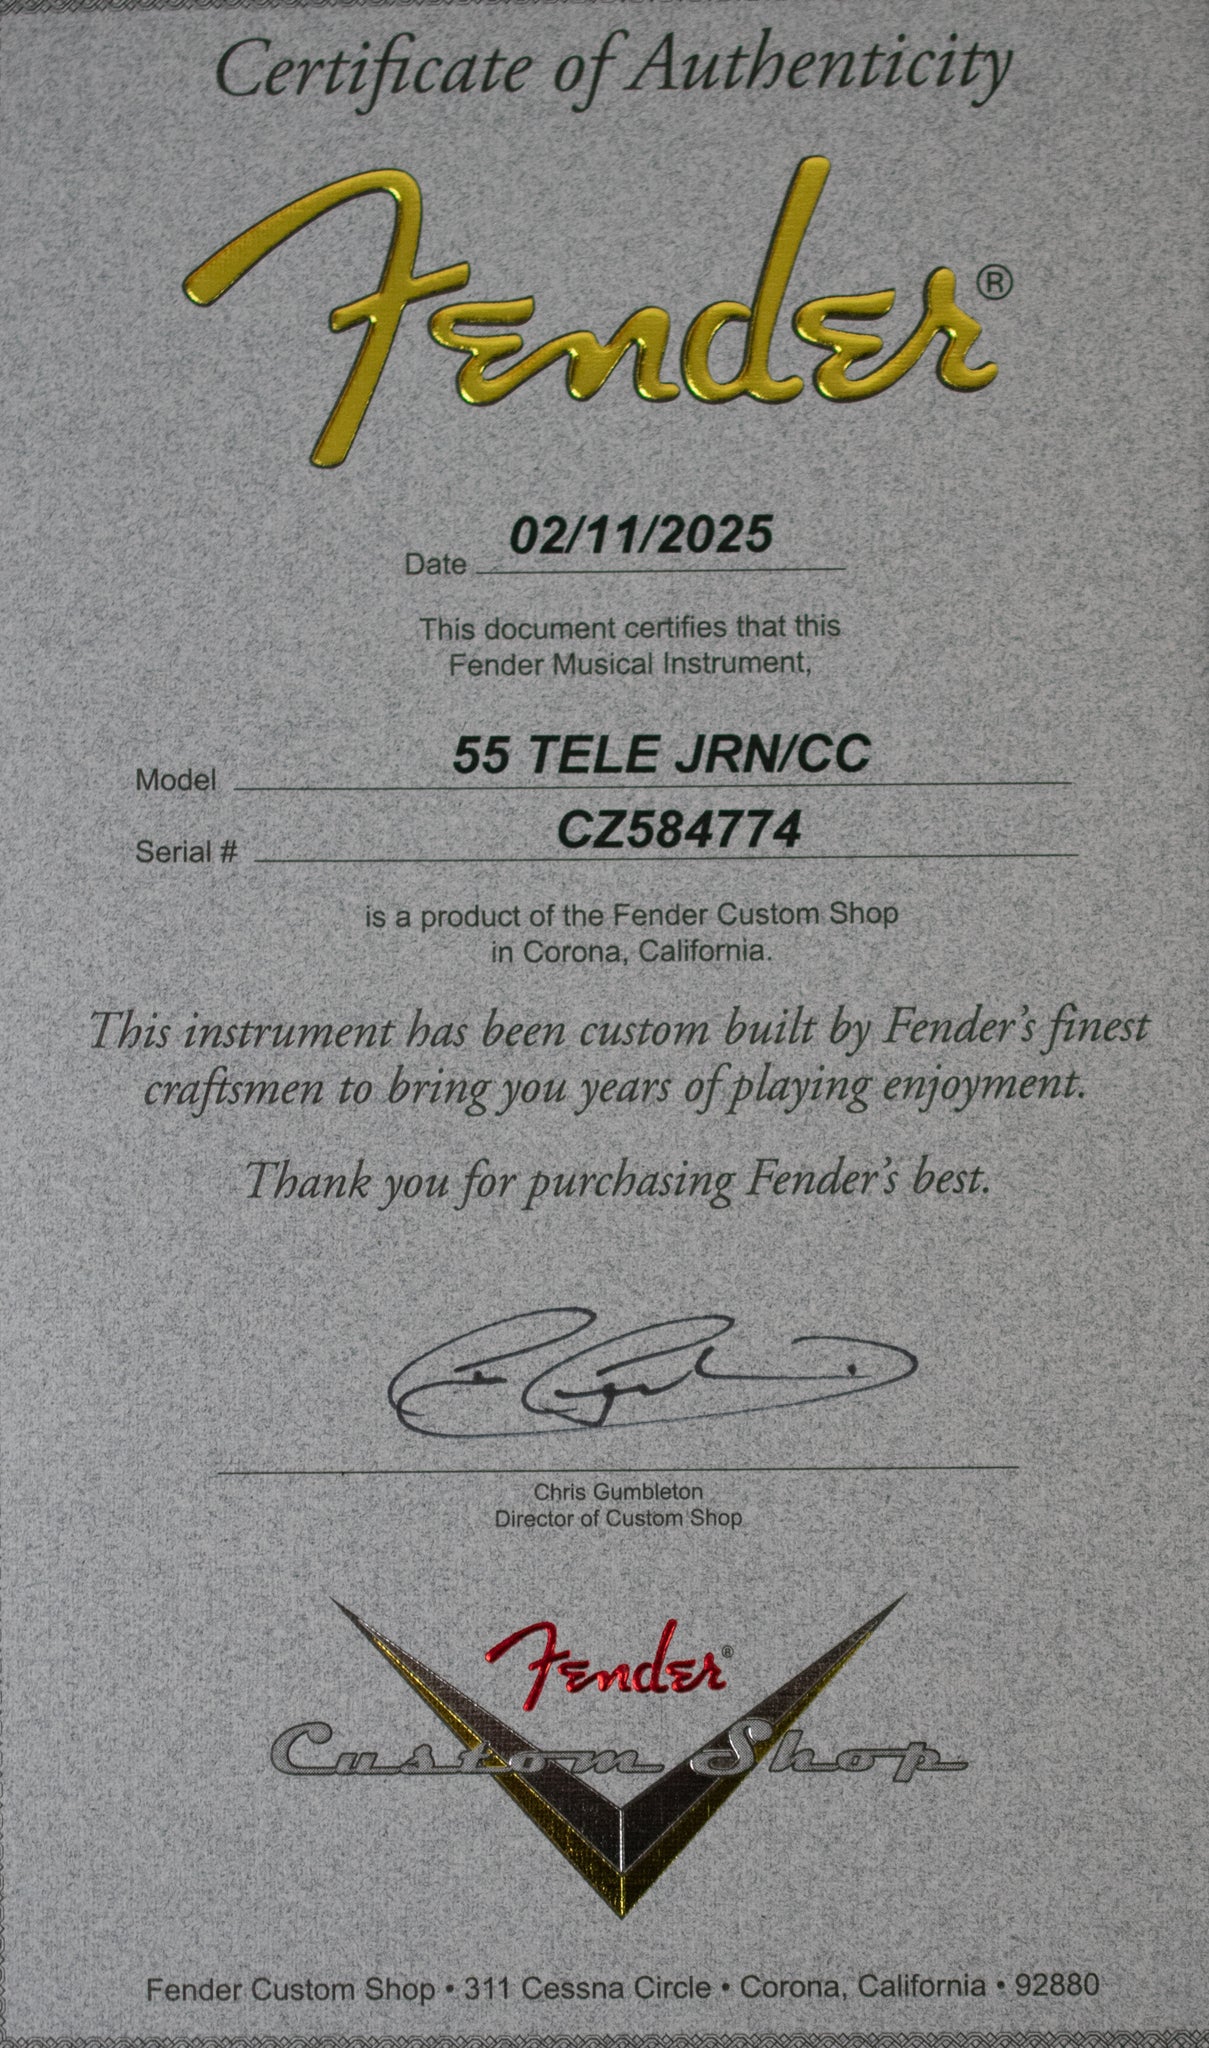 Certificate of Authenticity
Fender®
Date 02/11/2025
This document certifies that this
Fender Musical Instrument,
Model 55 TELE JRN/CC
Serial # CZ584774
is a product of the Fender Custom Shop
in Corona, California.
This instrument has been custom built by Fender's finest
craftsmen to bring you years of playing enjoyment.
Thank you for purchasing Fender's best.
Chris Gumbleton
Director of Custom Shop
Fender®
Custom Shop
Fender Custom Shop • 311 Cessna Circle • Corona, California • 92880